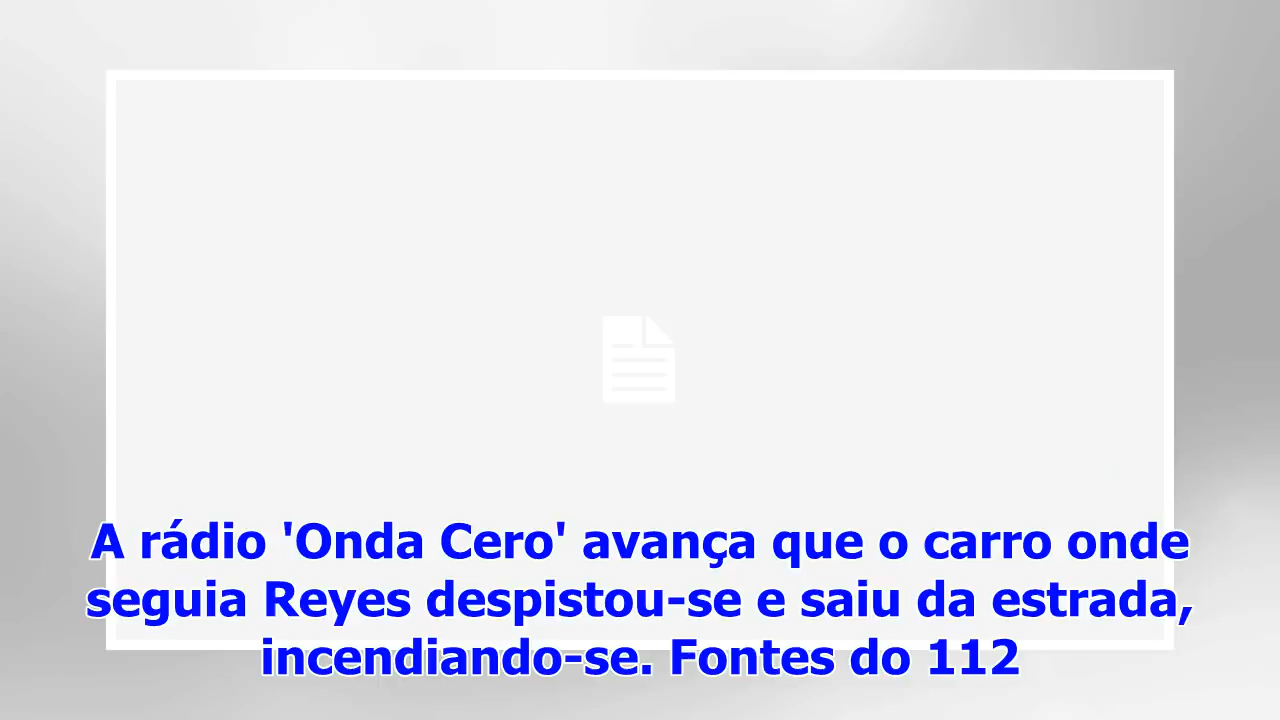 A rádio 'Onda Cero' avança que o carro onde
seguia Reyes despistou-se e saiu da estrada,
incendiando-se. Fontes do 112